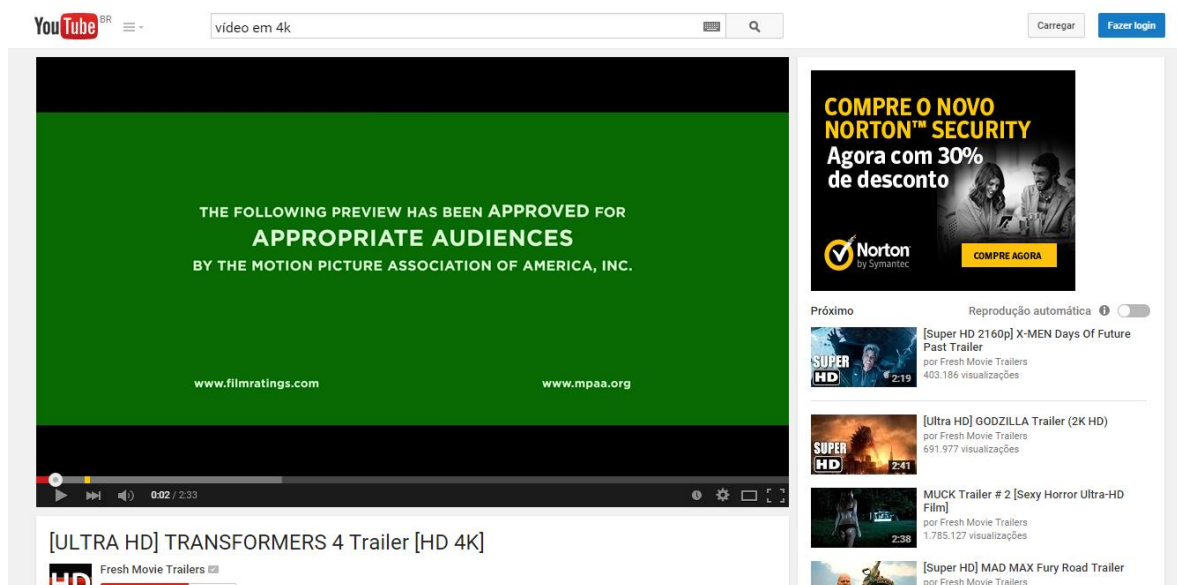 YouTube BR
vídeo em 4k
Carregar
Fazer login
THE FOLLOWING PREVIEW HAS BEEN APPROVED FOR
APPROPRIATE AUDIENCES
BY THE MOTION PICTURE ASSOCIATION OF AMERICA, INC.
www.filmratings.com
www.mpaa.org
0:02 / 2:33
[ULTRA HD] TRANSFORMERS 4 Trailer [HD 4K]
HD
Fresh Movie Trailers
COMPRE O NOVO
NORTON™ SECURITY
Agora com 30%
de desconto
Norton
by Symantec
COMPRE AGORA
Próximo
Reprodução automática
SUPER
HD
2:19
[Super HD 2160p] X-MEN Days Of Future
Past Trailer
por Fresh Movie Trailers
403.186 visualizações
SUPER
HD
2:41
[Ultra HD] GODZILLA Trailer (2K HD)
por Fresh Movie Trailers
691.977 visualizações
2:38
MUCK Trailer # 2 [Sexy Horror Ultra-HD
Film]
por Fresh Movie Trailers
1.785.127 visualizações
[Super HD] MAD MAX Fury Road Trailer
por Fresh Movie Trailers